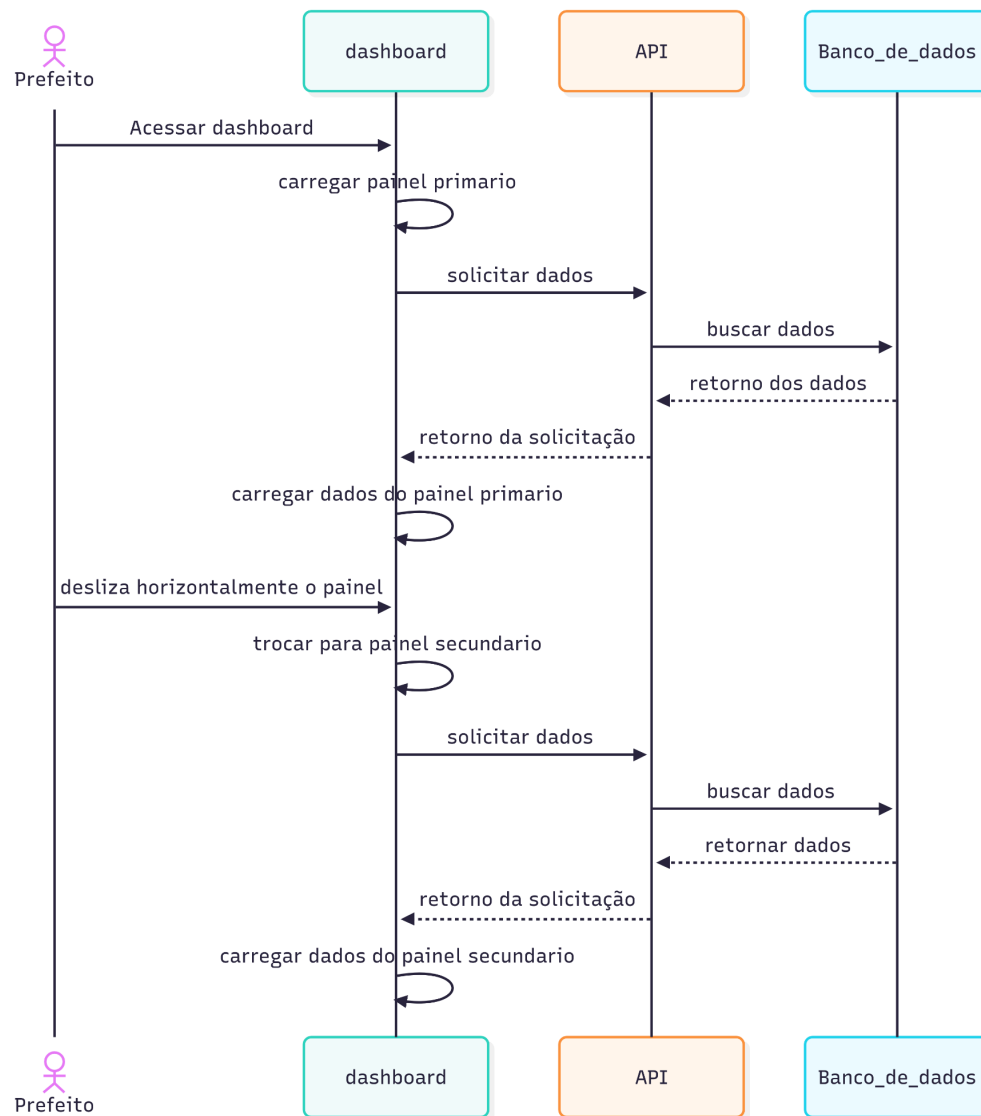 dashboard
API
Banco_de_dados
Prefeito
Acessar dashboard
carregar painel primario
solicitar dados
buscar dados
retorno dos dados
retorno da solicitação
carregar dados do painel primario
desliza horizontalmente o painel
trocar para painel secundario
solicitar dados
buscar dados
retornar dados
retorno da solicitação
carregar dados do painel secundario
dashboard
API
Banco_de_dados
Prefeito